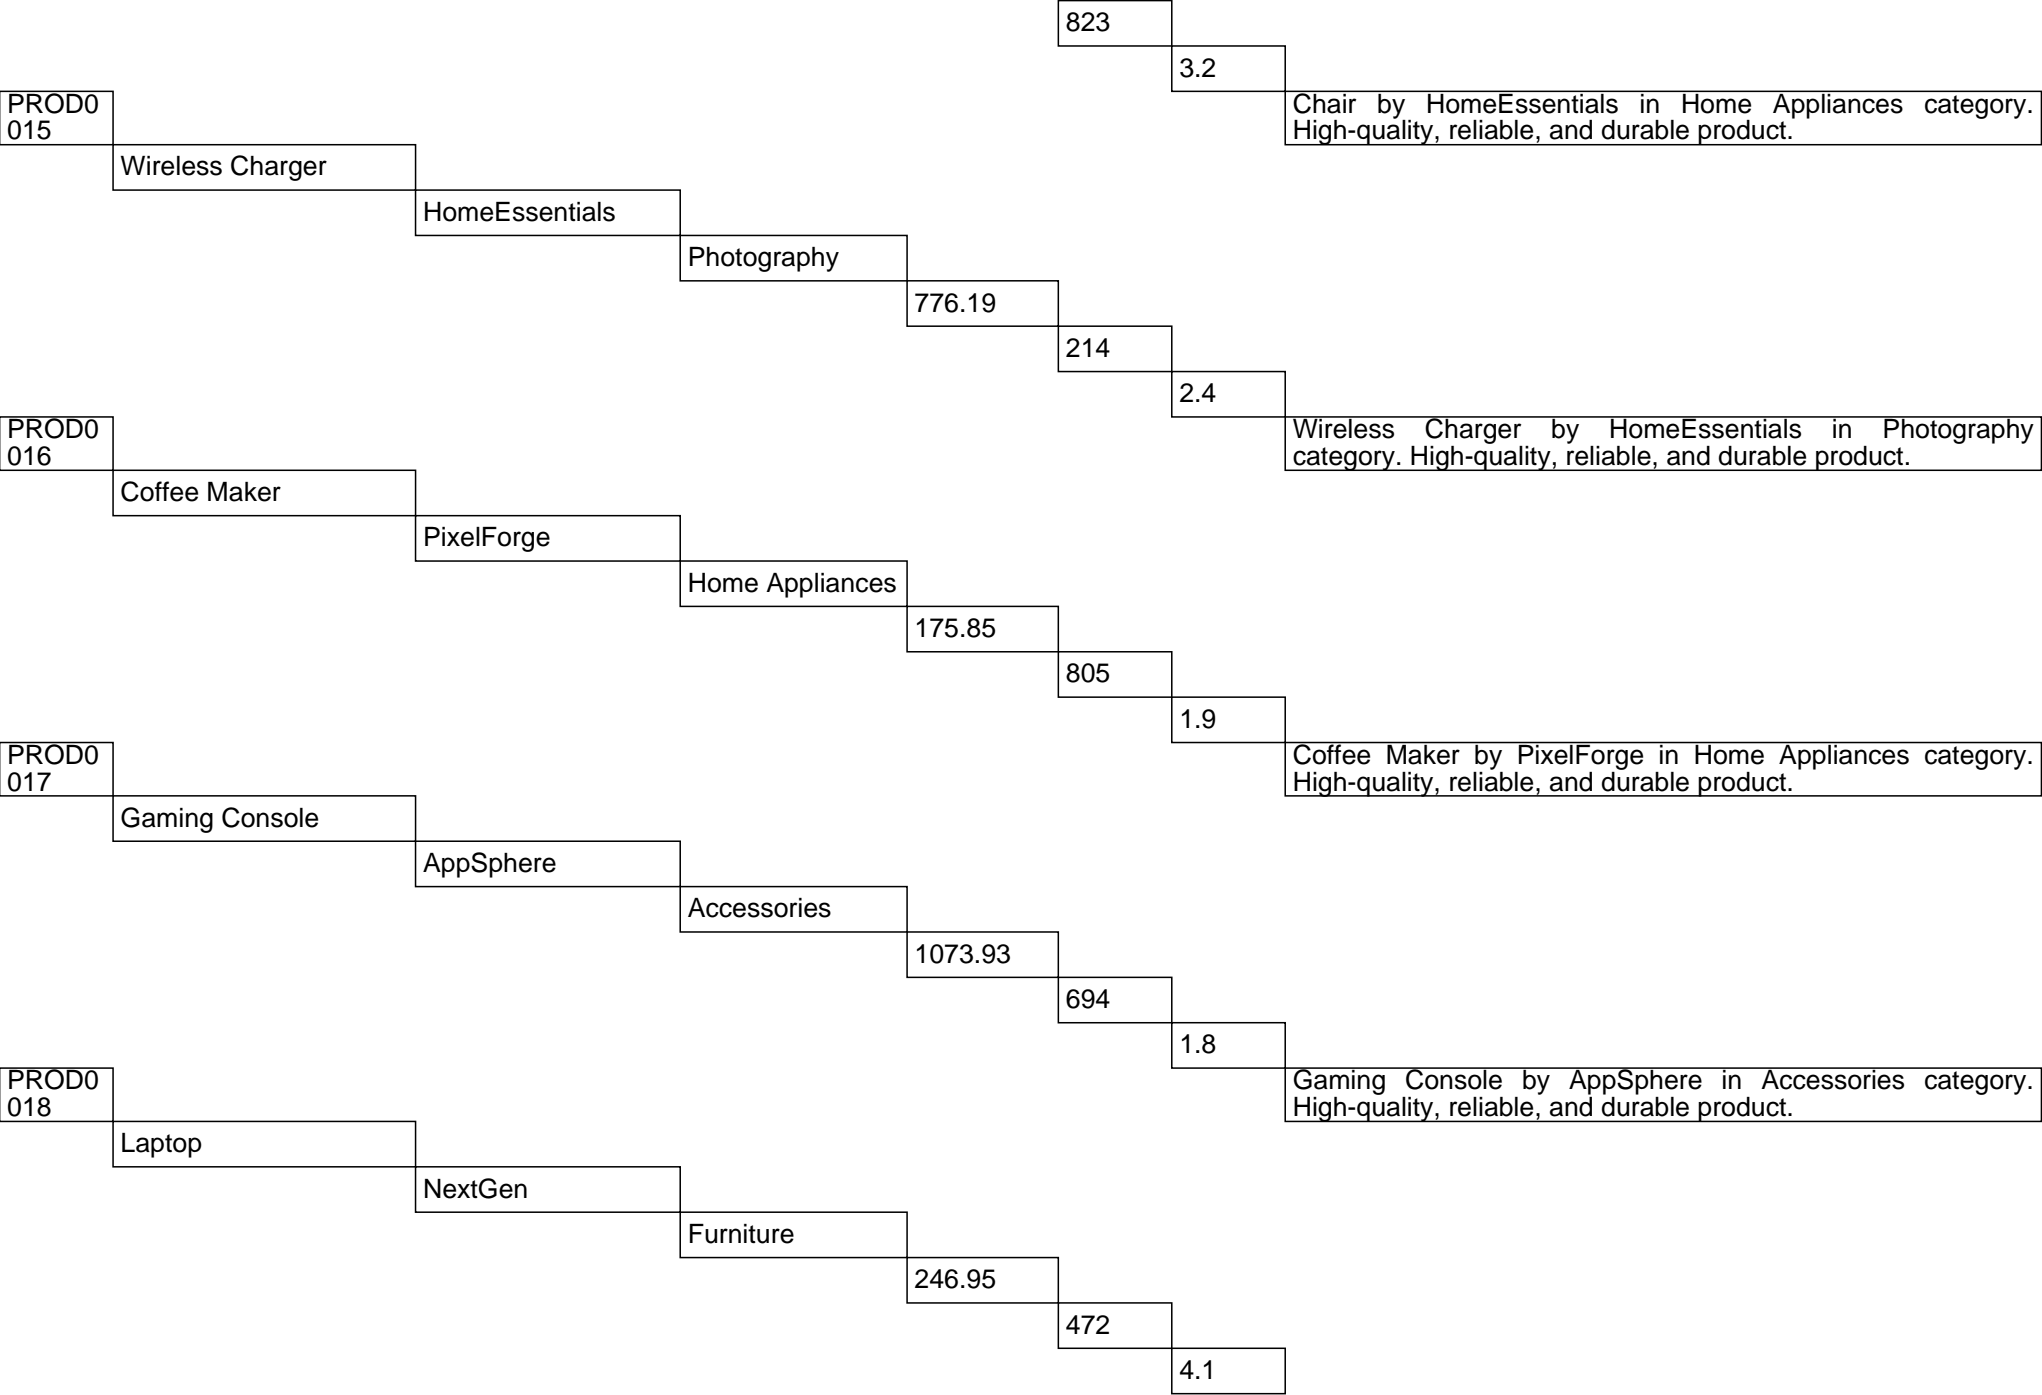 823
3.2
PROD0
015
Chair by HomeEssentials in Home Appliances category.
High-quality, reliable, and durable product.
Wireless Charger
HomeEssentials
Photography
776.19
214
2.4
PROD0
016
Wireless Charger by HomeEssentials in Photography
category. High-quality, reliable, and durable product.
Coffee Maker
PixelForge
Home Appliances
175.85
805
1.9
PROD0
017
Coffee Maker by PixelForge in Home Appliances category.
High-quality, reliable, and durable product.
Gaming Console
AppSphere
Accessories
1073.93
694
1.8
PROD0
018
Gaming Console by AppSphere in Accessories category.
High-quality, reliable, and durable product.
Laptop
NextGen
Furniture
246.95
472
4.1